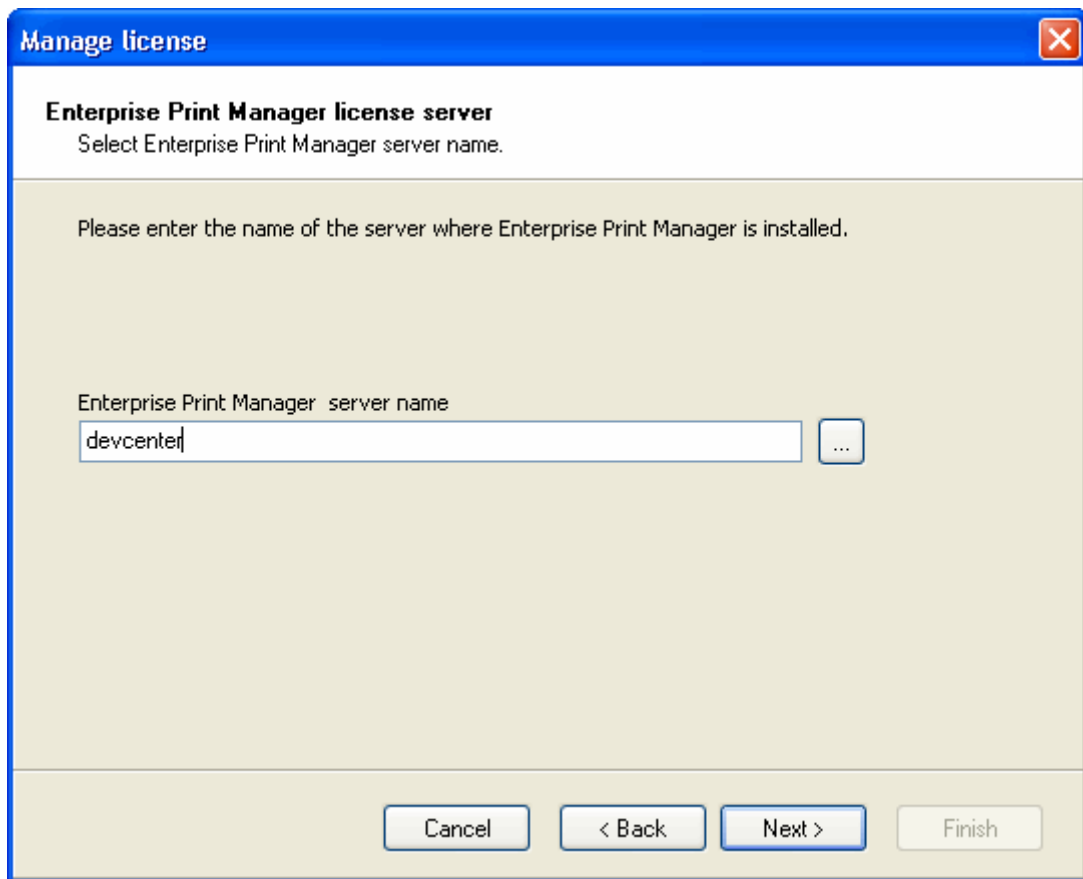 Manage license
Enterprise Print Manager license server
Select Enterprise Print Manager server name.
Please enter the name of the server where Enterprise Print Manager is installed.
Enterprise Print Manager  server name
devcenter
...
Cancel
< Back
Next >
Finish